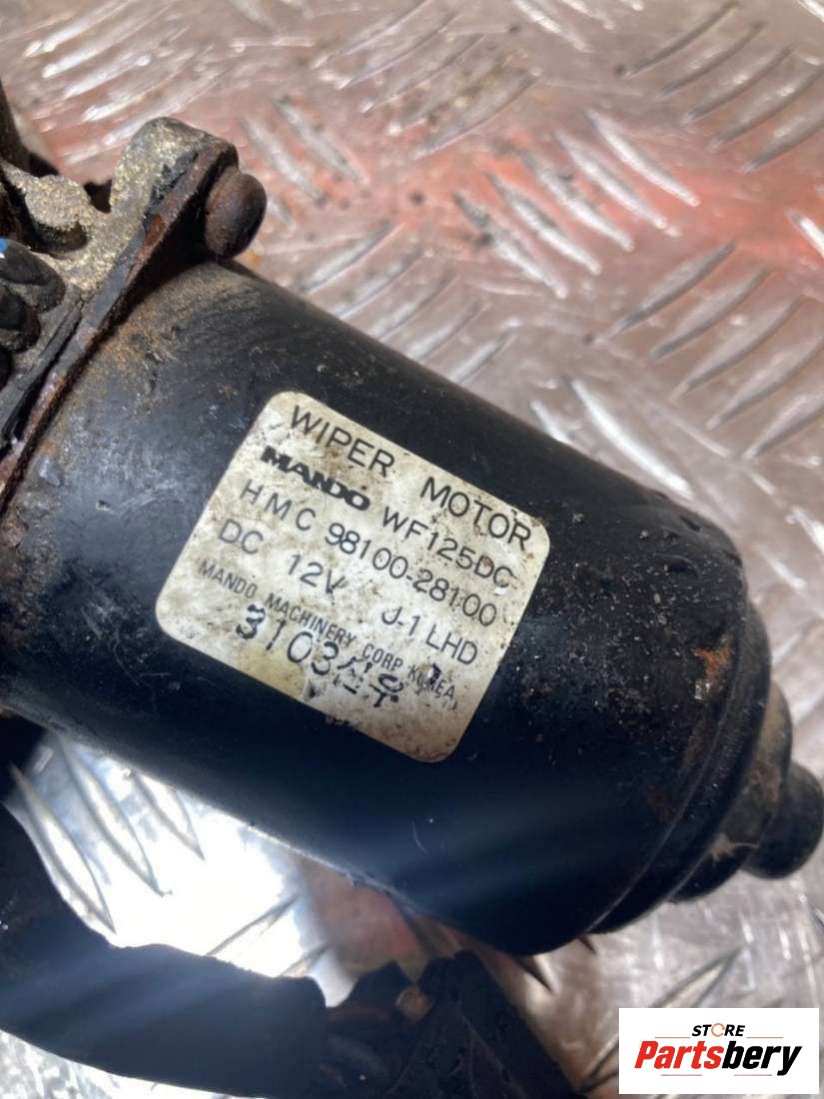 WIPER MOTOR
MANDO WF125DC
HMC 98100-28100
DC 12V J-1 LHD
MANDO MACHINERY CORP. KOREA
3103
STORE
Partsbery